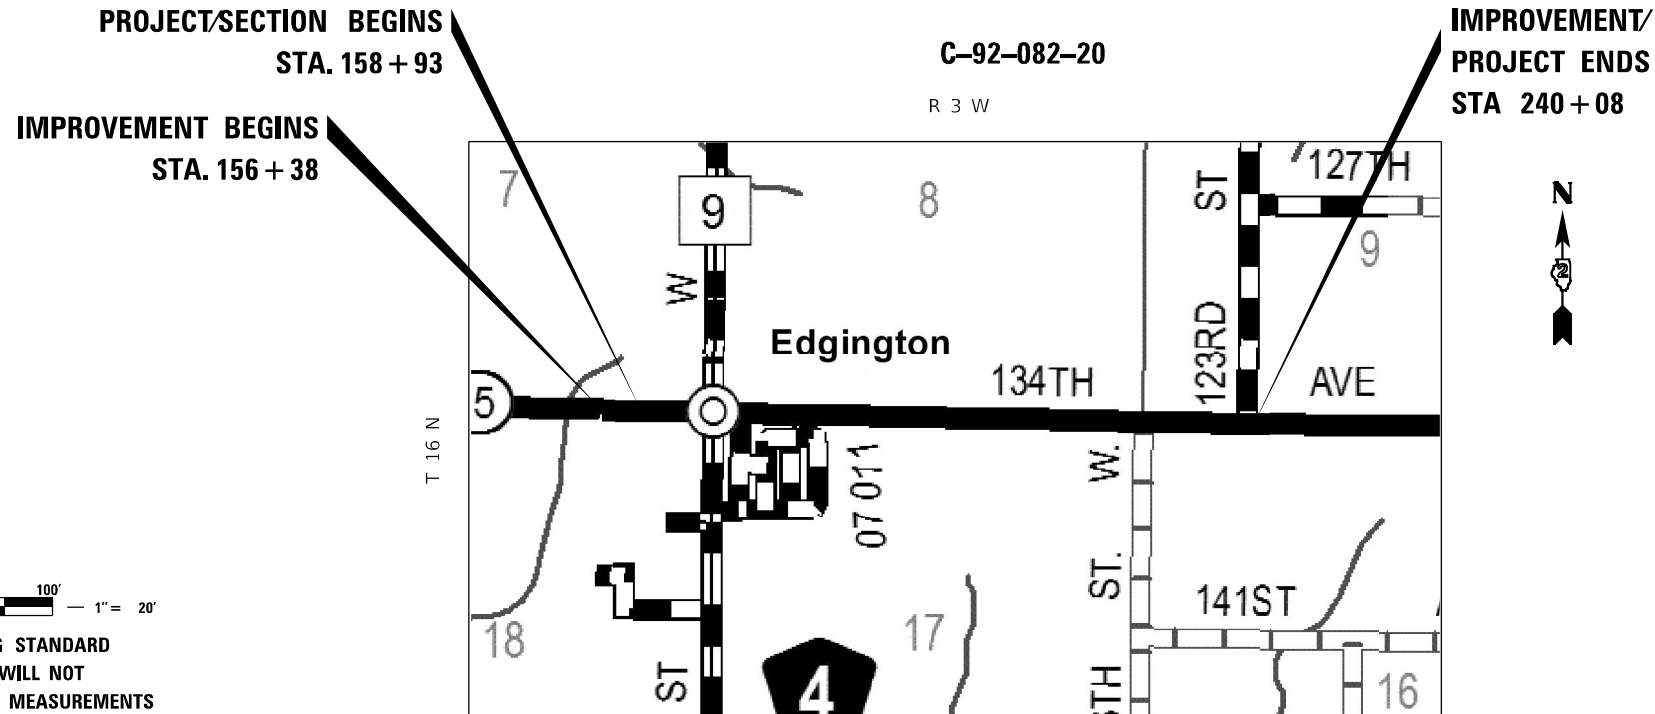 PROJECT/SECTION BEGINS
STA. 158 + 93
IMPROVEMENT/
PROJECT ENDS
STA 240 + 08
C-92-082-20
R 3 W
IMPROVEMENT BEGINS
STA. 156 + 38
7
9
8
127TH
ST
9
N
2
W
123RD
Edgington
134TH
AVE
5
T 16 N
07 011
W.
ST.
100'
1" = 20'
STANDARD
WILL NOT
MEASUREMENTS
18
17
141ST
ST
4
16